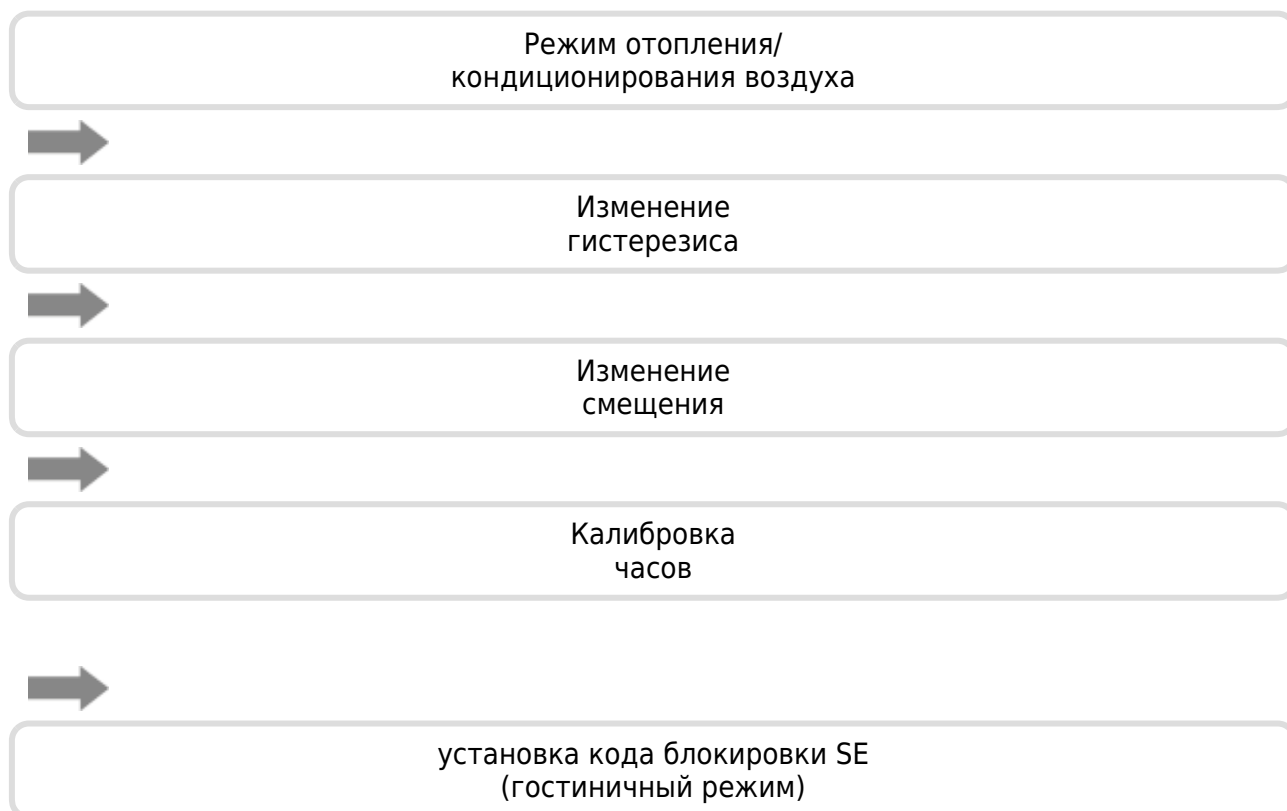 Режим отопления/
кондиционирования воздуха
Изменение
гистерезиса
Изменение
смещения
Калибровка
часов
установка кода блокировки SE
(гостиничный режим)